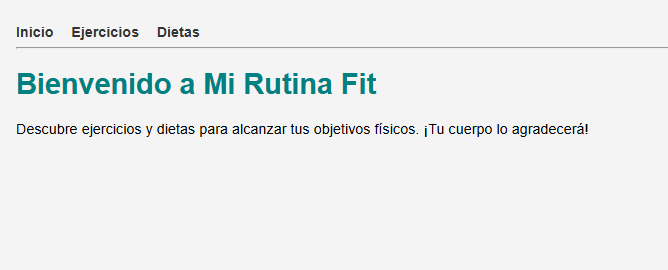 Inicio Ejercicios Dietas
Bienvenido a Mi Rutina Fit
Descubre ejercicios y dietas para alcanzar tus objetivos físicos. ¡Tu cuerpo lo agradecerá!